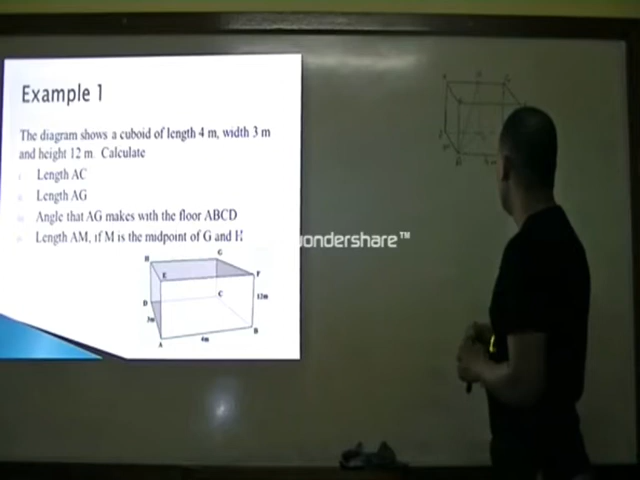 Example 1
The diagram shows a cuboid of length 4 m, width 3 m
and height 12 m. Calculate
Length AC
Length AG
Angle that AG makes with the floor ABCD
Length AM, if M is the midpoint of G and H
wondershare™
H
G
E
F
D
C
12m
3m
B
A
4m